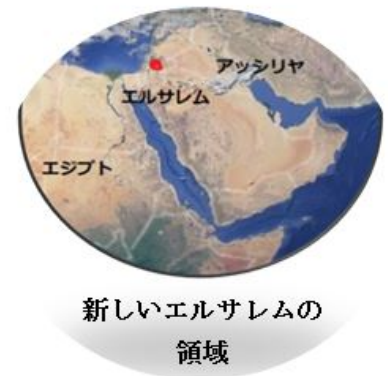 アッシリヤ
エルサレム
エジプト
新しいエルサレムの
領域